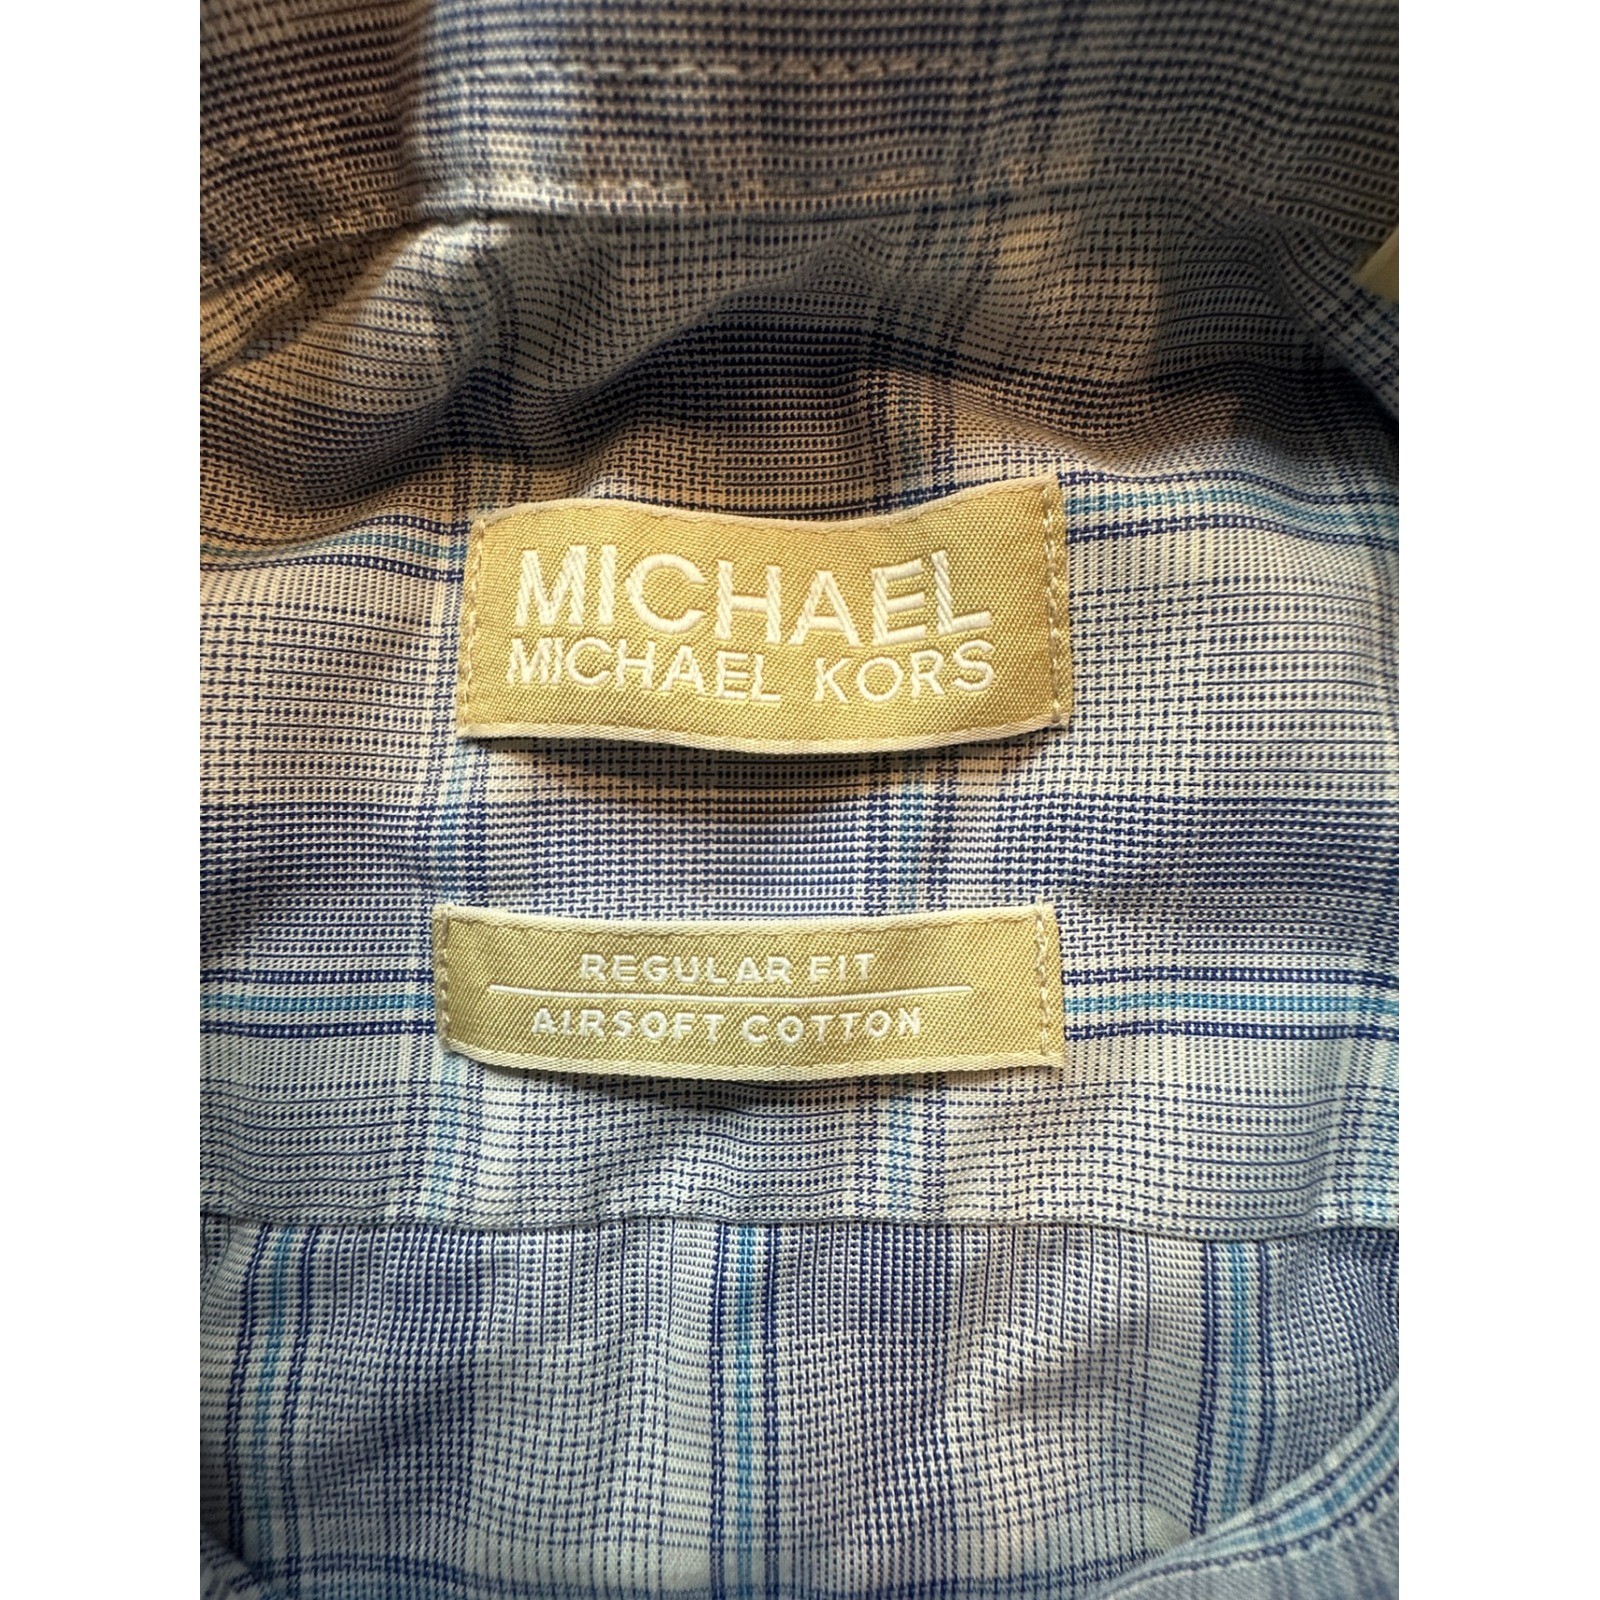 MICHAEL
MICHAEL KORS
REGULAR FIT
AIRSOFT COTTON